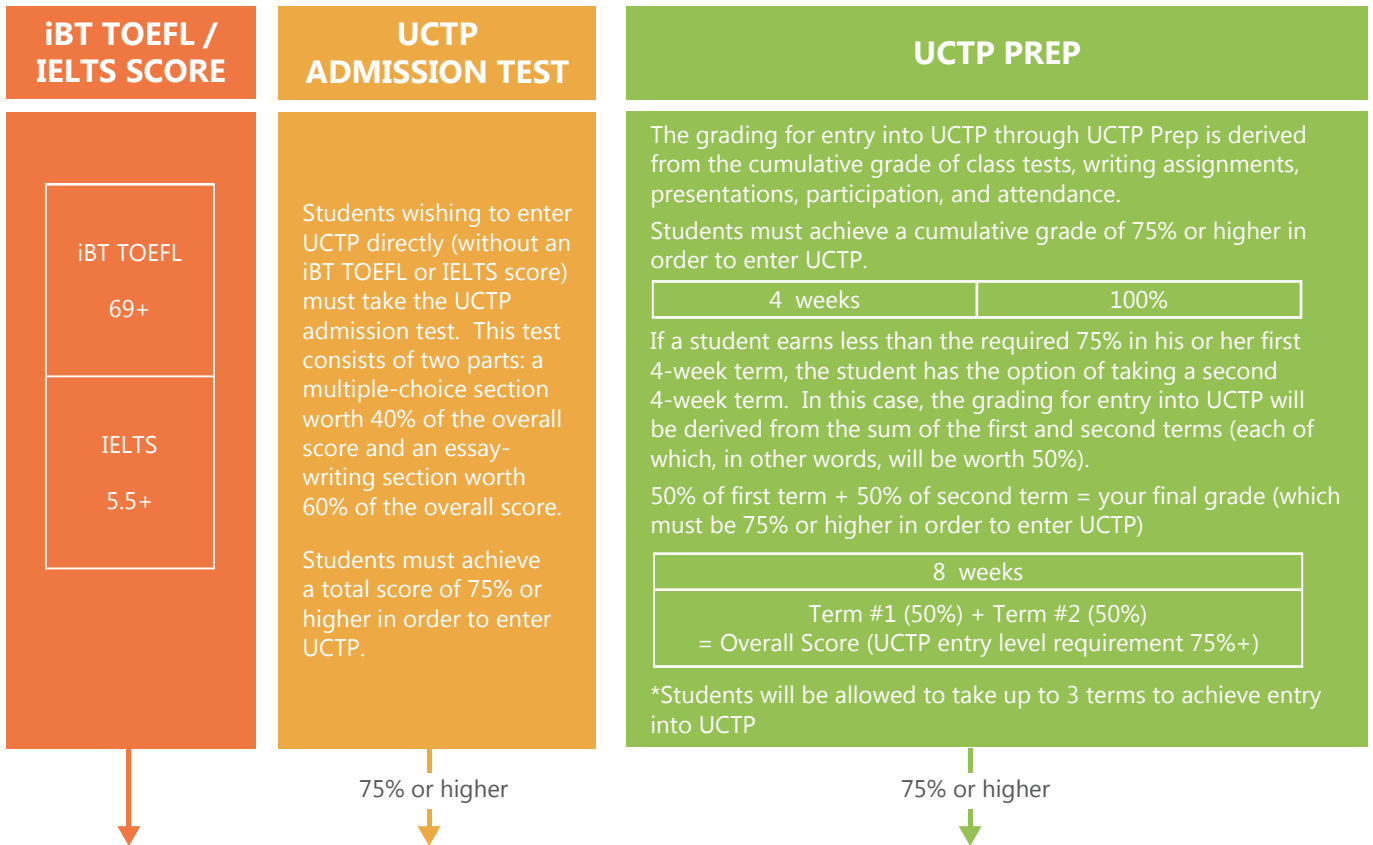 iBT TOEFL /
IELTS SCORE
iBT TOEFL
69+
IELTS
5.5+
UCTP
ADMISSION TEST
Students wishing to enter
UCTP directly (without an
iBT TOEFL or IELTS score)
must take the UCTP
admission test.  This test
consists of two parts: a
multiple-choice section
worth 40% of the overall
score and an essay-
writing section worth
60% of the overall score.
Students must achieve
a total score of 75% or
higher in order to enter
UCTP.
75% or higher
UCTP PREP
The grading for entry into UCTP through UCTP Prep is derived
from the cumulative grade of class tests, writing assignments,
presentations, participation, and attendance.
Students must achieve a cumulative grade of 75% or higher in
order to enter UCTP.
4  weeks 100%
If a student earns less than the required 75% in his or her first
4-week term, the student has the option of taking a second
4-week term.  In this case, the grading for entry into UCTP will
be derived from the sum of the first and second terms (each of
which, in other words, will be worth 50%).
50% of first term + 50% of second term = your final grade (which
must be 75% or higher in order to enter UCTP)
8  weeks
Term #1 (50%) + Term #2 (50%)
= Overall Score (UCTP entry level requirement 75%+)
*Students will be allowed to take up to 3 terms to achieve entry
into UCTP
75% or higher